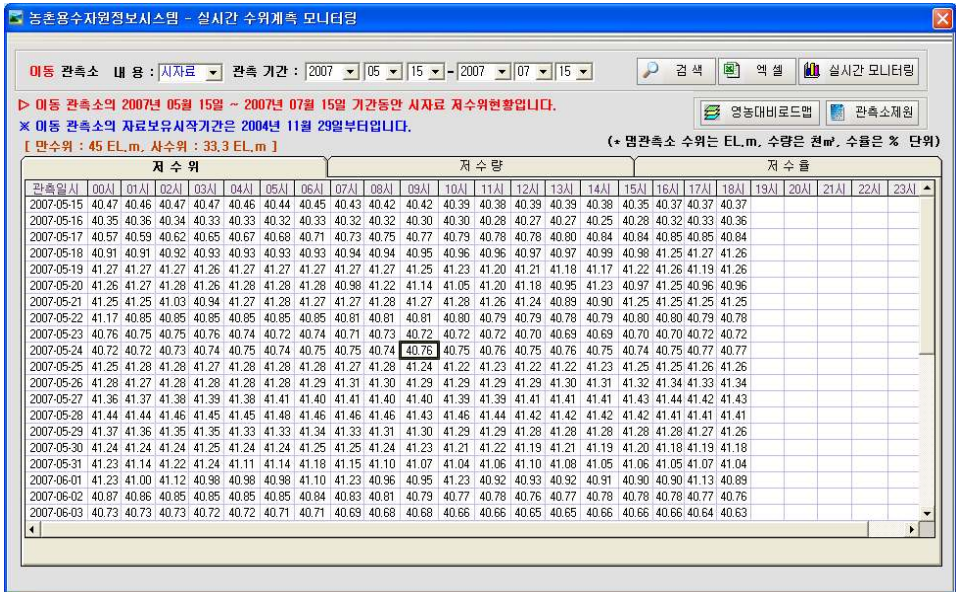 농촌용수자원정보시스템 - 실시간 수위계측 모니터링
이동 관측소 내 용 : 시자료 관측 기간 : 2007 05 15 - 2007 07 15 검 색 엑 셀 실시간 모니터링
▷ 이동 관측소의 2007년 05월 15일 ~ 2007년 07월 15일 기간동안 시자료 저수위현황입니다. 영농대비로드맵 관측소제원
※ 이동 관측소의 자료보유시작기간은 2004년 11월 29일부터입니다.
[ 만수위 : 45 EL.m, 사수위 : 33.3 EL.m ] (* 댐관측소 수위는 EL.m, 수량은 천㎥, 수율은 % 단위)
저 수 위 저 수 량 저 수 율
관측일시 00시 01시 02시 03시 04시 05시 06시 07시 08시 09시 10시 11시 12시 13시 14시 15시 16시 17시 18시 19시 20시 21시 22시 23시
2007-05-15 40.47 40.46 40.47 40.47 40.46 40.44 40.45 40.43 40.42 40.42 40.39 40.38 40.39 40.39 40.38 40.35 40.37 40.37 40.37
2007-05-16 40.35 40.36 40.34 40.33 40.33 40.32 40.33 40.32 40.32 40.30 40.30 40.28 40.27 40.27 40.25 40.28 40.32 40.33 40.36
2007-05-17 40.57 40.59 40.62 40.65 40.67 40.68 40.71 40.73 40.75 40.77 40.79 40.78 40.78 40.80 40.84 40.84 40.85 40.85 40.84
2007-05-18 40.91 40.91 40.92 40.93 40.93 40.93 40.93 40.94 40.94 40.95 40.96 40.96 40.97 40.97 40.99 40.98 41.25 41.27 41.26
2007-05-19 41.27 41.27 41.27 41.26 41.27 41.27 41.27 41.27 41.27 41.25 41.23 41.20 41.21 41.18 41.17 41.22 41.26 41.19 41.26
2007-05-20 41.26 41.27 41.28 41.26 41.28 41.28 41.28 40.98 41.22 41.14 41.05 41.20 41.18 40.95 41.23 40.97 41.25 40.96 40.96
2007-05-21 41.25 41.25 41.03 40.94 41.27 41.28 41.27 41.27 41.28 41.27 41.28 41.26 41.24 40.89 40.90 41.25 41.25 41.25 41.25
2007-05-22 41.17 40.85 40.85 40.85 40.85 40.85 40.85 40.81 40.81 40.81 40.80 40.79 40.79 40.78 40.79 40.80 40.80 40.79 40.78
2007-05-23 40.76 40.75 40.75 40.76 40.74 40.72 40.74 40.71 40.73 40.72 40.72 40.72 40.70 40.69 40.69 40.70 40.70 40.72 40.72
2007-05-24 40.72 40.72 40.73 40.74 40.75 40.74 40.75 40.75 40.74 40.76 40.75 40.76 40.75 40.76 40.75 40.74 40.75 40.77 40.77
2007-05-25 41.25 41.28 41.28 41.27 41.28 41.28 41.28 41.27 41.28 41.24 41.22 41.23 41.22 41.22 41.23 41.25 41.25 41.26 41.26
2007-05-26 41.28 41.27 41.28 41.28 41.28 41.28 41.29 41.31 41.30 41.29 41.29 41.29 41.29 41.30 41.31 41.32 41.34 41.33 41.34
2007-05-27 41.36 41.37 41.38 41.39 41.38 41.41 41.40 41.41 41.40 41.40 41.39 41.39 41.41 41.41 41.41 41.43 41.44 41.42 41.43
2007-05-28 41.44 41.44 41.46 41.45 41.45 41.48 41.46 41.46 41.46 41.43 41.46 41.44 41.42 41.42 41.42 41.42 41.41 41.41 41.41
2007-05-29 41.37 41.36 41.35 41.35 41.33 41.33 41.34 41.33 41.31 41.30 41.29 41.29 41.28 41.28 41.28 41.28 41.28 41.27 41.26
2007-05-30 41.24 41.24 41.24 41.25 41.24 41.24 41.25 41.25 41.24 41.23 41.21 41.22 41.19 41.21 41.19 41.20 41.18 41.19 41.18
2007-05-31 41.23 41.14 41.22 41.24 41.11 41.14 41.18 41.15 41.10 41.07 41.04 41.06 41.10 41.08 41.05 41.06 41.05 41.07 41.04
2007-06-01 41.23 41.00 41.12 40.98 40.98 40.98 41.10 41.23 40.96 40.95 41.23 40.92 40.93 40.92 40.91 40.90 40.90 41.13 40.89
2007-06-02 40.87 40.86 40.85 40.85 40.85 40.85 40.84 40.83 40.81 40.79 40.77 40.78 40.76 40.77 40.78 40.78 40.78 40.77 40.76
2007-06-03 40.73 40.73 40.73 40.72 40.72 40.71 40.71 40.69 40.68 40.68 40.66 40.66 40.66 40.65 40.66 40.66 40.66 40.64 40.63